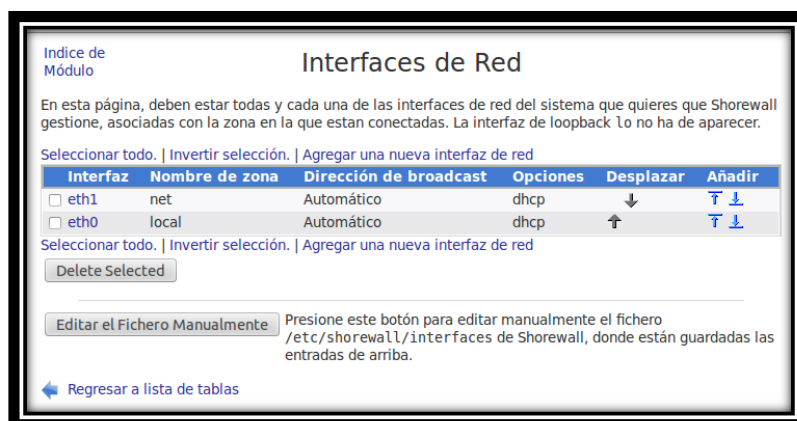 Indice de
Módulo
Interfaces de Red
En esta página, deben estar todas y cada una de las interfaces de red del sistema que quieres que Shorewall
gestione, asociadas con la zona en la que estan conectadas. La interfaz de loopback lo no ha de
aparecer.
Seleccionar todo. | Invertir selección. | Agregar una nueva interfaz de red
Interfaz Nombre de zona Dirección de broadcast Opciones Desplazar Añadir
eth1 net Automático dhcp
eth0 local Automático dhcp
Seleccionar todo. | Invertir selección. | Agregar una nueva interfaz de red
Delete Selected
Editar el Fichero Manualmente Presione este botón para editar manualmente el fichero
/etc/shorewall/interfaces de Shorewall, donde están guardadas las
entradas de arriba.
Regresar a lista de tablas